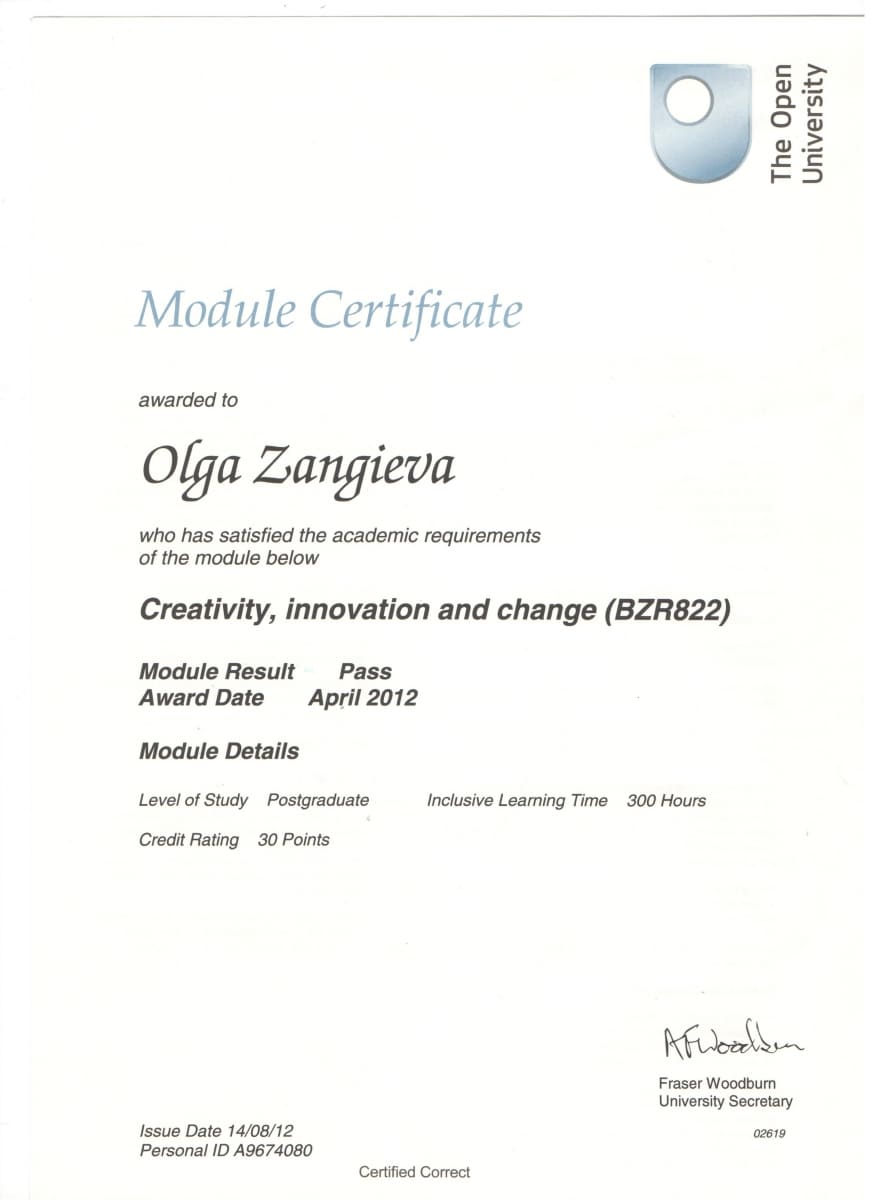 The Open
University
Module Certificate
awarded to
Olga Zangieva
who has satisfied the academic requirements
of the module below
Creativity, innovation and change (BZR822)
Module Result Pass
Award Date April 2012
Module Details
Level of Study Postgraduate Inclusive Learning Time 300 Hours
Credit Rating 30 Points
AFWoodburn
Fraser Woodburn
University Secretary
02619
Issue Date 14/08/12
Personal ID A9674080
Certified Correct